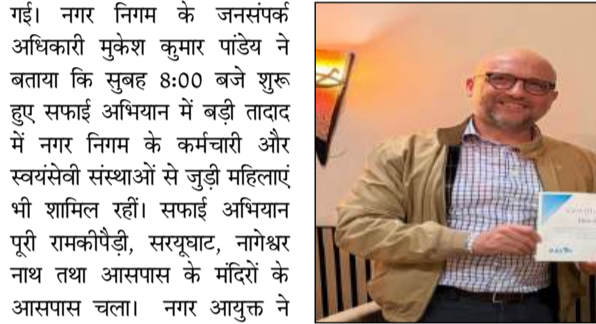 गई। नगर निगम के जनसंपर्क
अधिकारी मुकेश कुमार पांडेय ने
बताया कि सुबह 8:00 बजे शुरू
हुए सफाई अभियान में बड़ी तादाद
में नगर निगम के कर्मचारी और
स्वयंसेवी संस्थाओं से जुड़ी महिलाएं
भी शामिल रहीं। सफाई अभियान
पूरी रामकीपैड़ी, सरयूघाट, नागेश्वर
नाथ तथा आसपास के मंदिरों के
आसपास चला। नगर आयुक्त ने